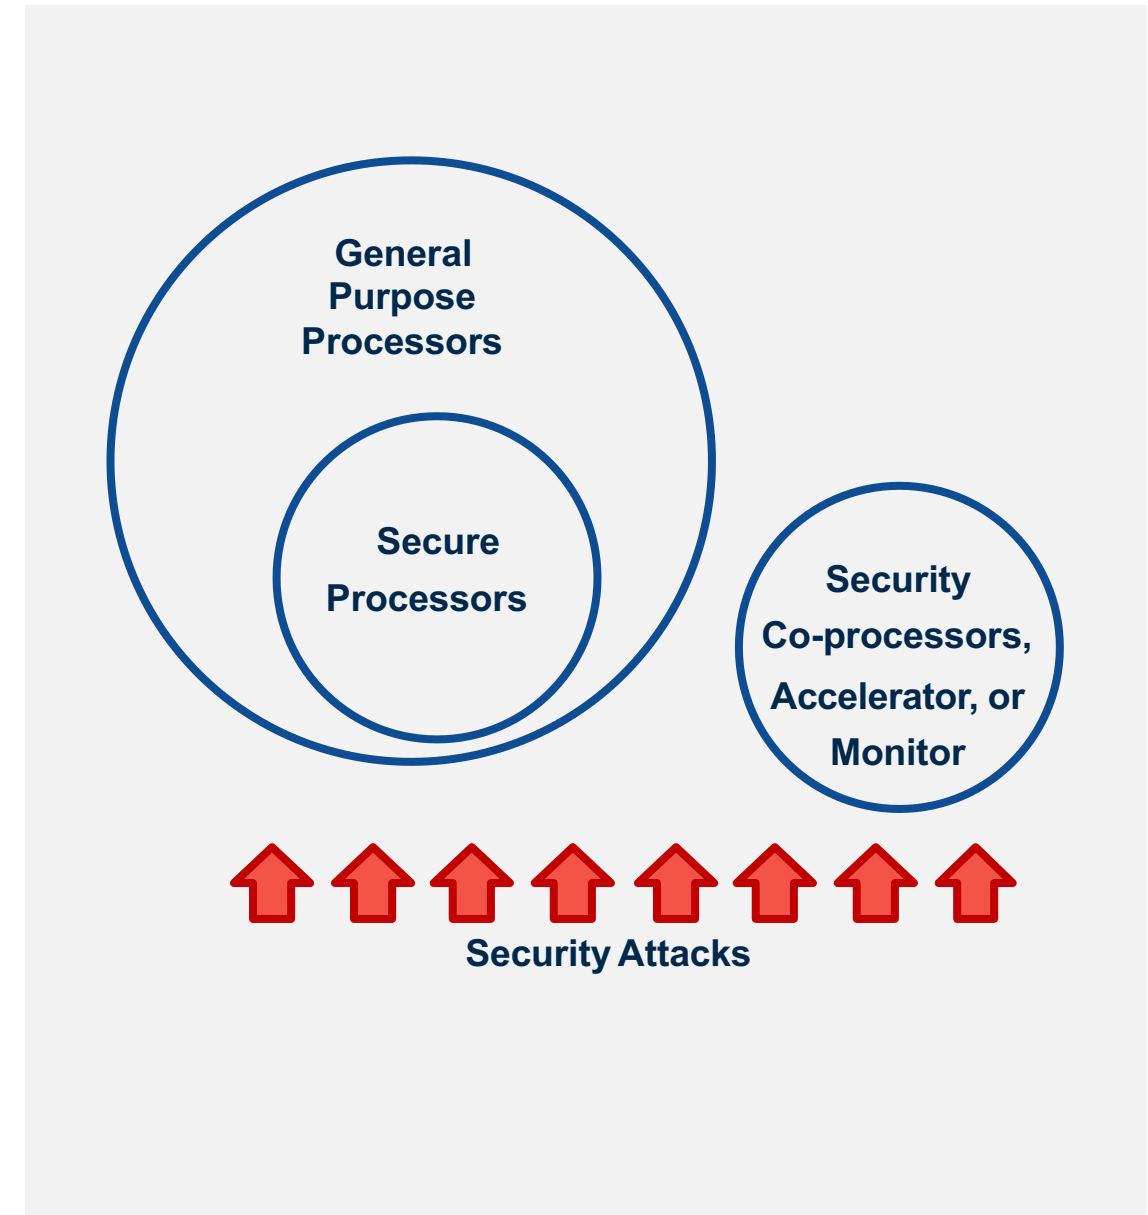 General
Purpose
Processors
Secure
Processors
Security
Co-processors,
Accelerator, or
Monitor
Security Attacks